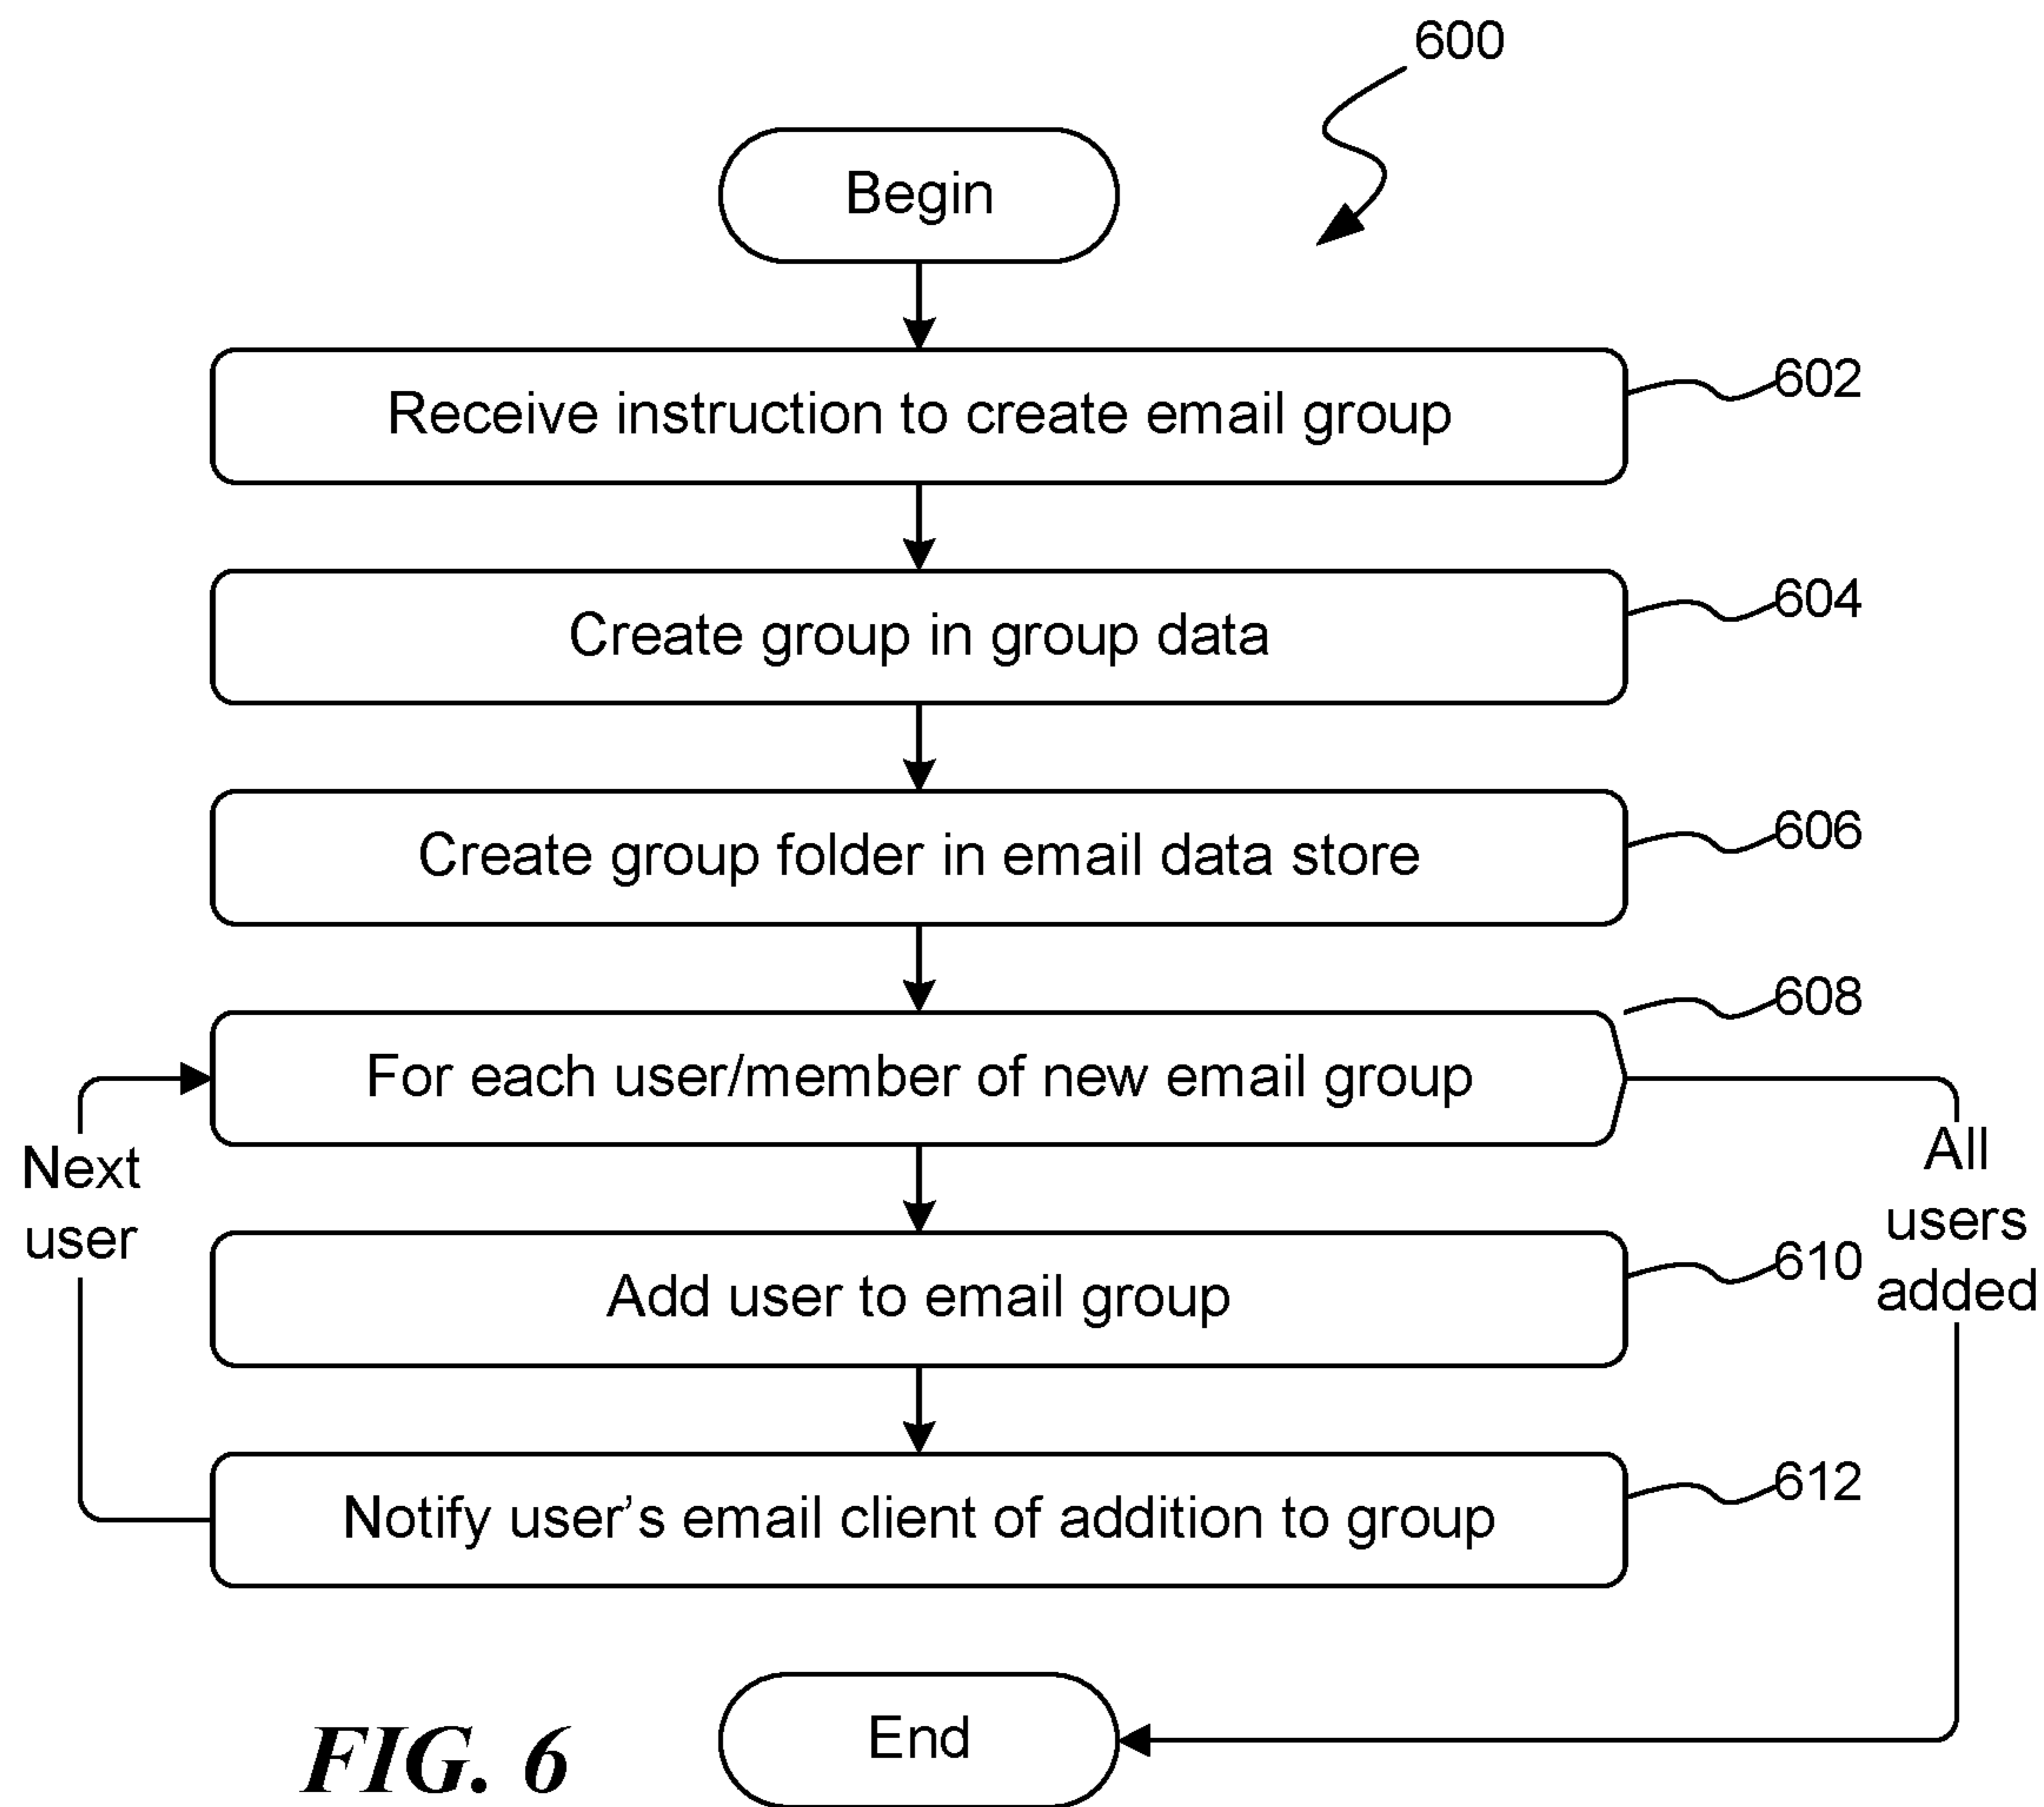 600
Begin
Receive instruction to create email group
602
Create group in group data
604
Create group folder in email data store
606
608
For each user/member of new email group
Next
user
All
users
added
Add user to email group
610
Notify user’s email client of addition to group
612
End
FIG. 6